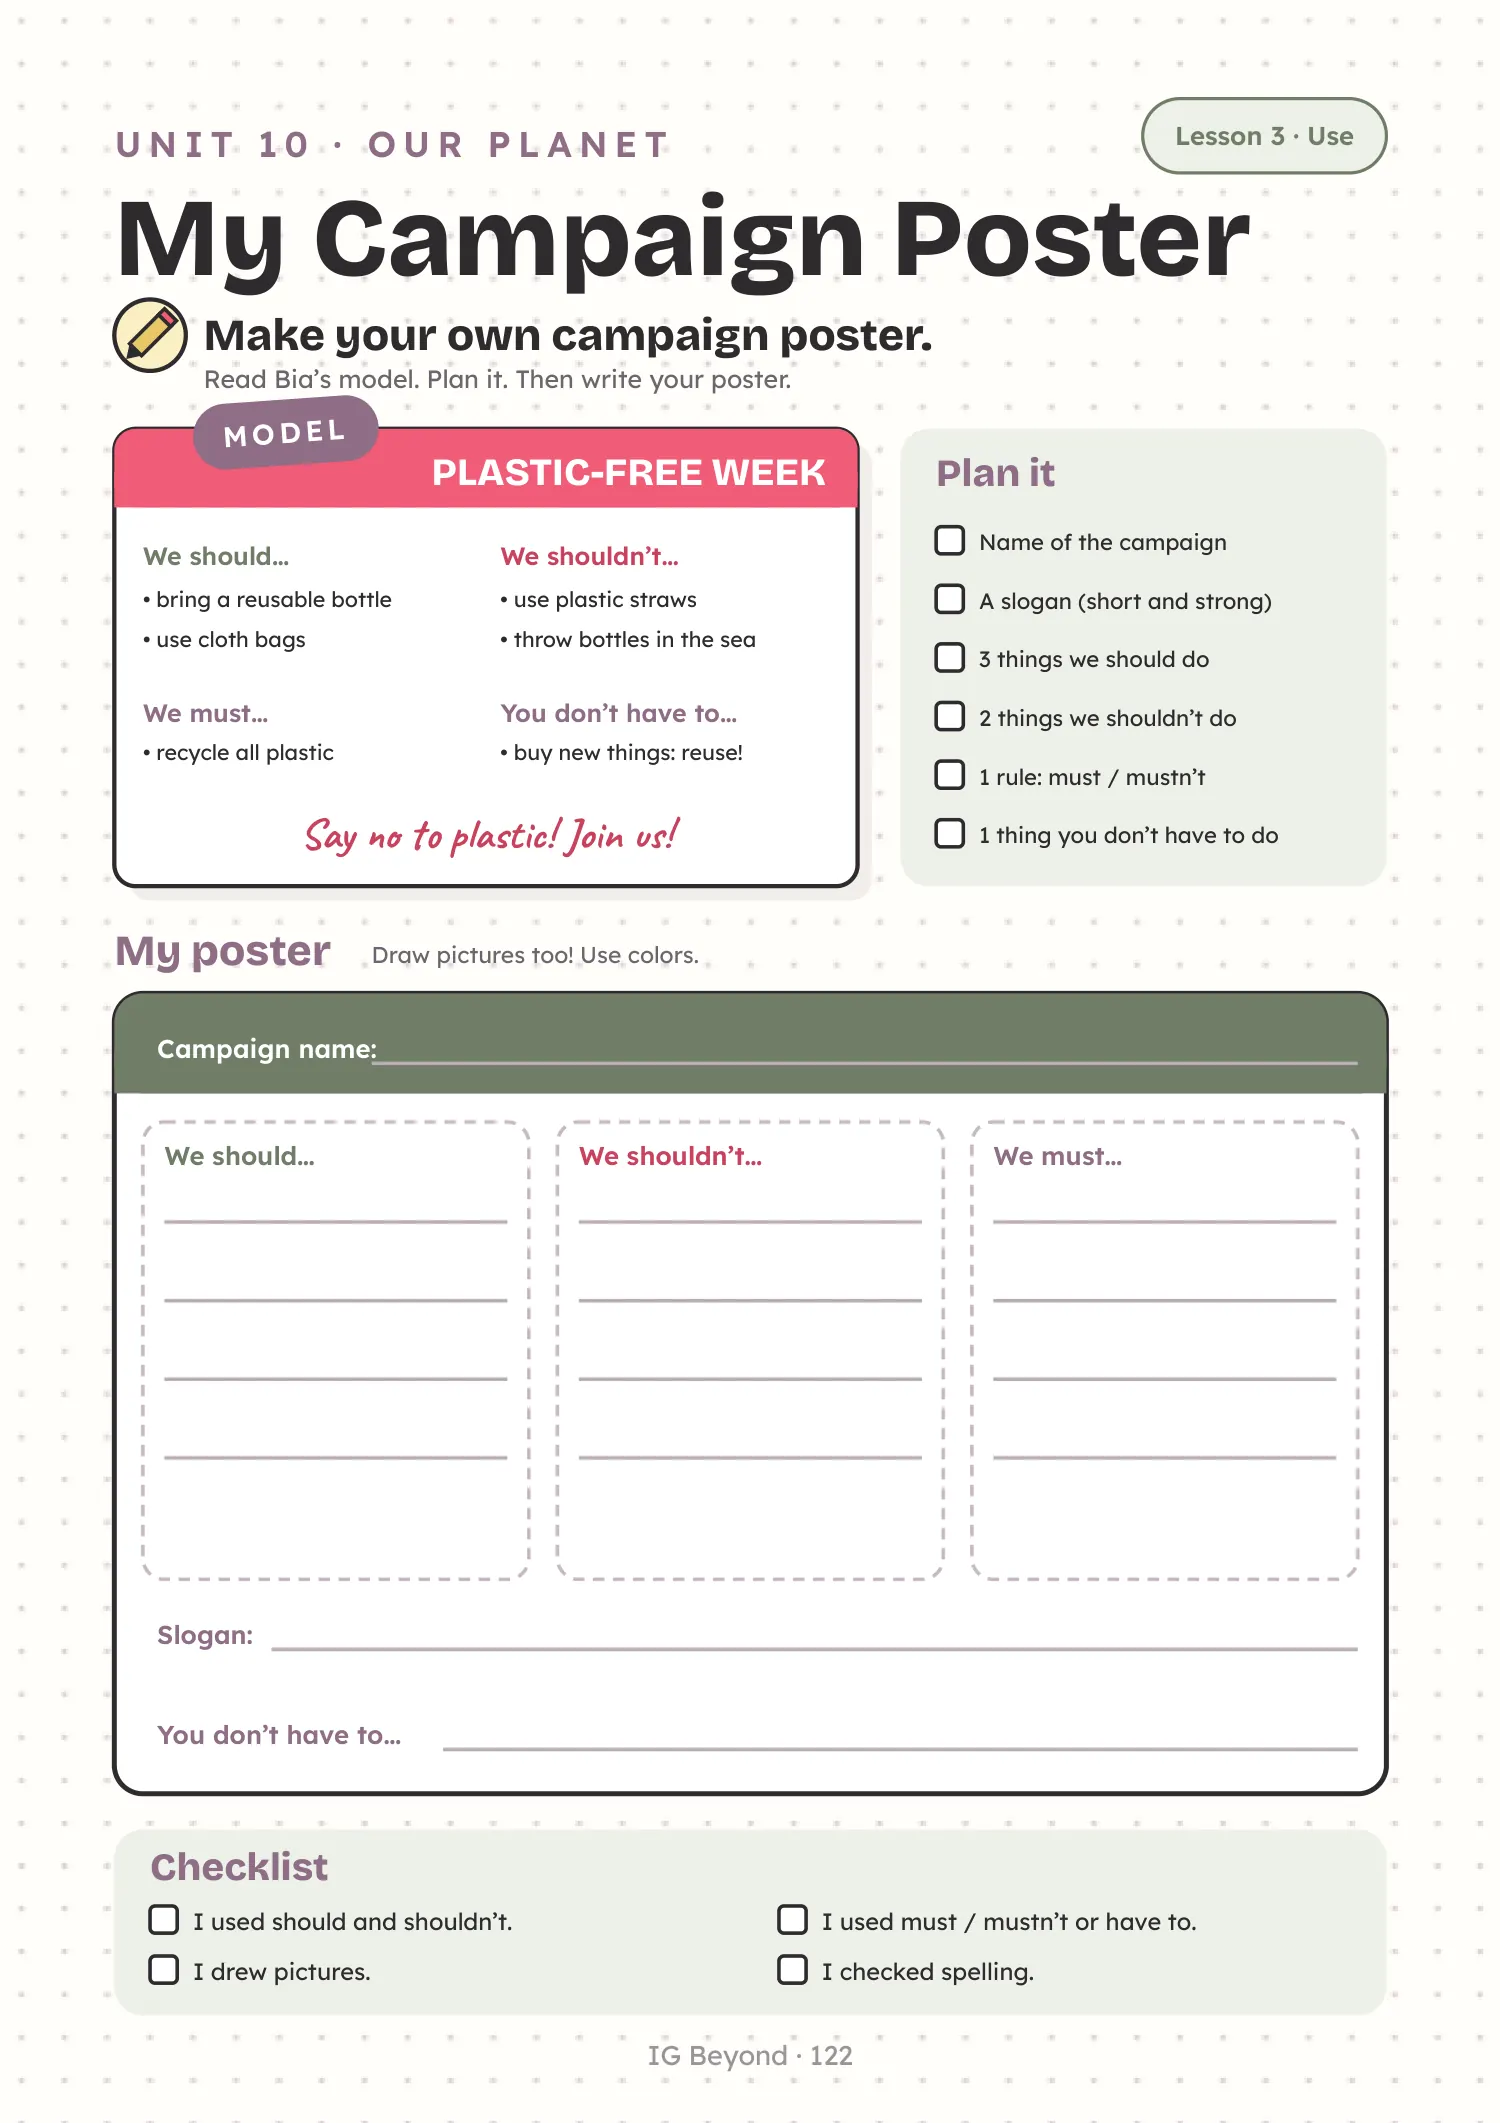 UNIT 10 · OUR PLANET
Lesson 3 · Use
My Campaign Poster
Make your own campaign poster.
Read Bia's model. Plan it. Then write your poster.
MODEL
PLASTIC-FREE WEEK
We should...
• bring a reusable bottle
• use cloth bags
We shouldn't...
• use plastic straws
• throw bottles in the sea
We must...
• recycle all plastic
You don't have to...
• buy new things: reuse!
Say no to plastic! Join us!
Plan it
Name of the campaign
A slogan (short and strong)
3 things we should do
2 things we shouldn't do
1 rule: must / mustn't
1 thing you don't have to do
My poster
Draw pictures too! Use colors.
Campaign name:
We should...
We shouldn't...
We must...
Slogan:
You don't have to...
Checklist
I used should and shouldn't.
I used must / mustn't or have to.
I drew pictures.
I checked spelling.
IG Beyond · 122